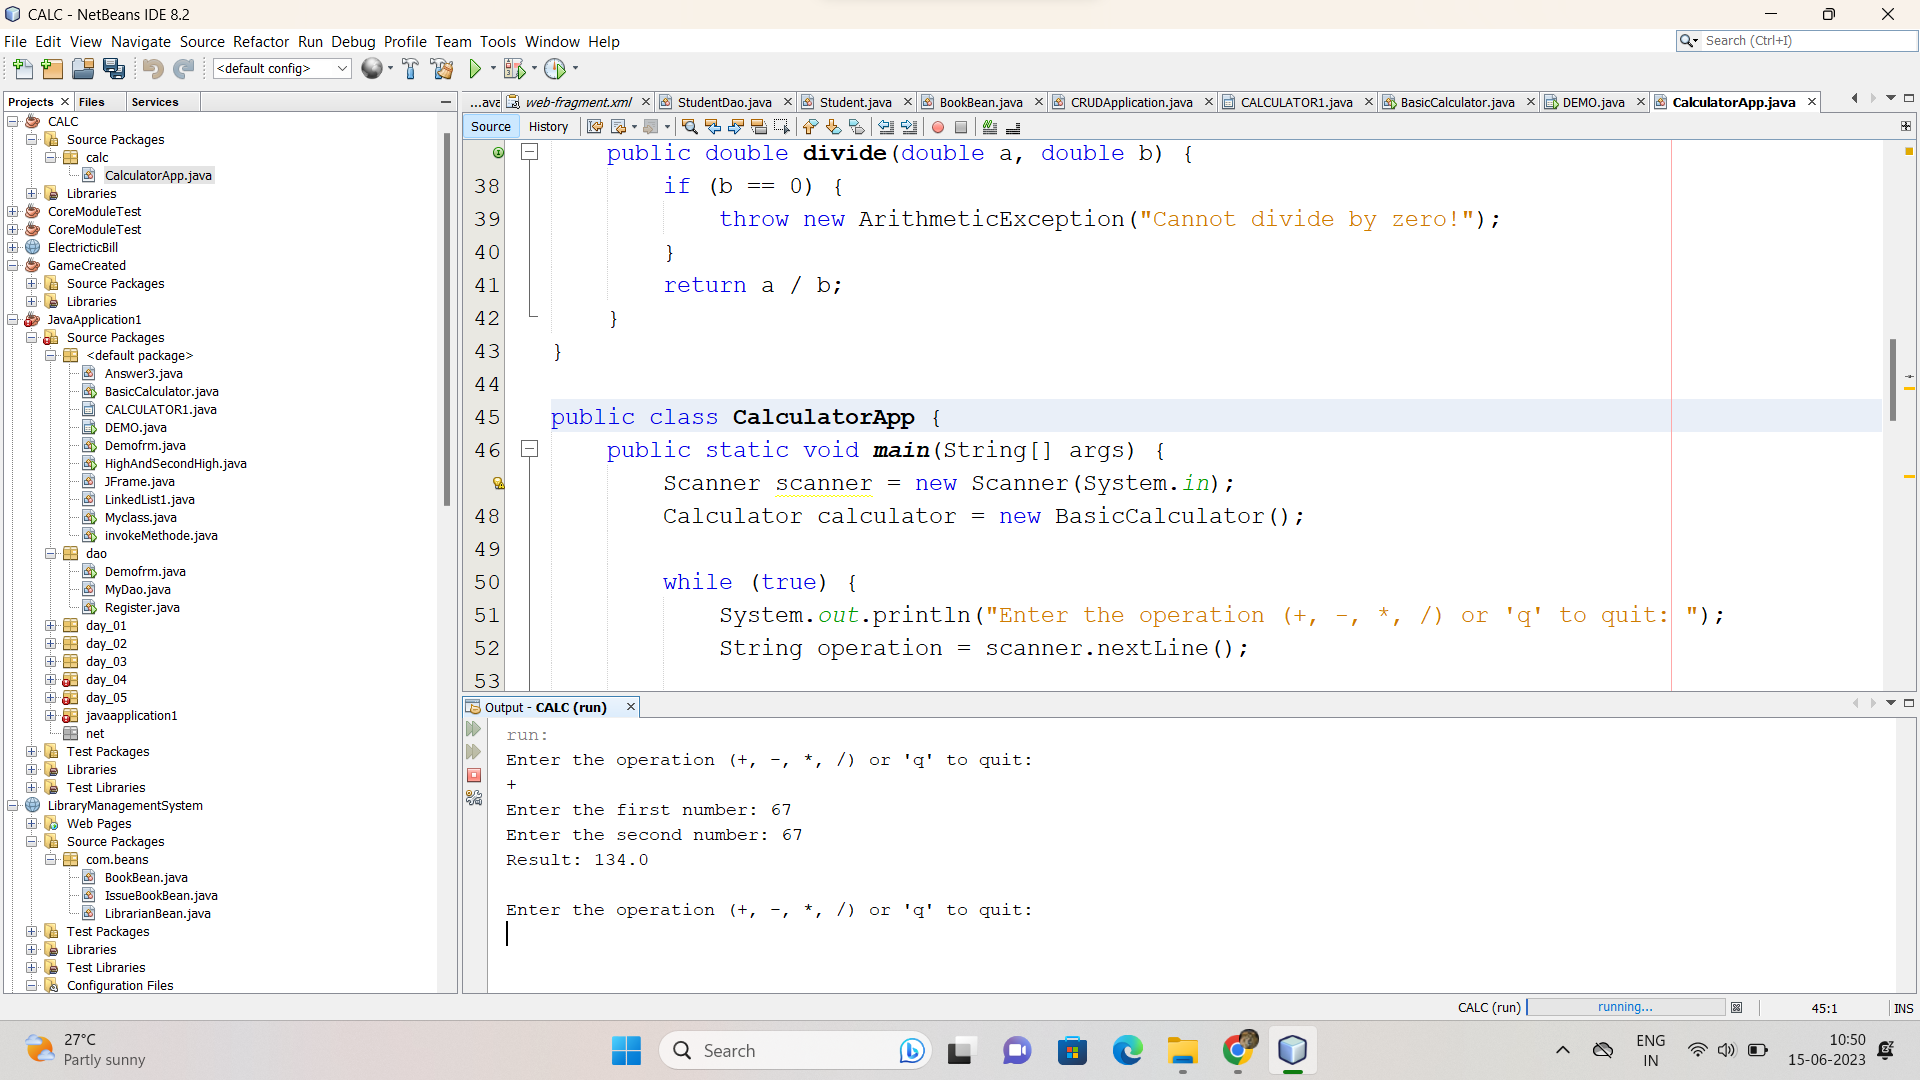 CALC - NetBeans IDE 8.2
File Edit View Navigate Source Refactor Run Debug Profile Team Tools Window Help
Search (Ctrl+I)
<default config>
Projects Files Services
CALC
Source Packages
calc
CalculatorApp.java
Libraries
CoreModuleTest
CoreModuleTest
ElectricticBill
GameCreated
Source Packages
Libraries
JavaApplication1
Source Packages
<default package>
Answer3.java
BasicCalculator.java
CALCULATOR1.java
DEMO.java
Demofrm.java
HighAndSecondHigh.java
JFrame.java
LinkedList1.java
Myclass.java
invokeMethode.java
dao
Demofrm.java
MyDao.java
Register.java
day_01
day_02
day_03
day_04
day_05
javaapplication1
net
Test Packages
Libraries
Test Libraries
LibraryManagementSystem
Web Pages
Source Packages
com.beans
BookBean.java
IssueBookBean.java
LibrarianBean.java
Test Packages
Libraries
Test Libraries
Configuration Files
...ava web-fragment.xml StudentDao.java Student.java BookBean.java CRUDApplication.java CALCULATOR1.java BasicCalculator.java DEMO.java CalculatorApp.java
Source History
public double divide(double a, double b) {
38 if (b == 0) {
39 throw new ArithmeticException("Cannot divide by zero!");
40 }
41 return a / b;
42 }
43 }
44
45 public class CalculatorApp {
46 public static void main(String[] args) {
Scanner scanner = new Scanner(System.in);
48 Calculator calculator = new BasicCalculator();
49
50 while (true) {
51 System.out.println("Enter the operation (+, -, *, /) or 'q' to quit: ");
52 String operation = scanner.nextLine();
53
Output - CALC (run)
run:
Enter the operation (+, -, *, /) or 'q' to quit:
+
Enter the first number: 67
Enter the second number: 67
Result: 134.0
Enter the operation (+, -, *, /) or 'q' to quit:
CALC (run) running... 45:1 INS
27°C
Partly sunny
Search
ENG
IN
10:50
15-06-2023